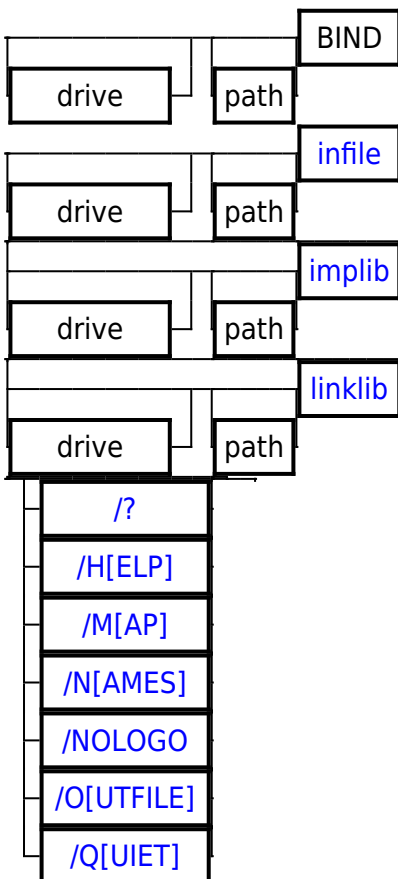 BIND
drive path
infile
drive path
implib
drive path
linklib
drive path
/?
/H[ELP]
/M[AP]
/N[AMES]
/NOLOGO
/O[UTFILE]
/Q[UIET]